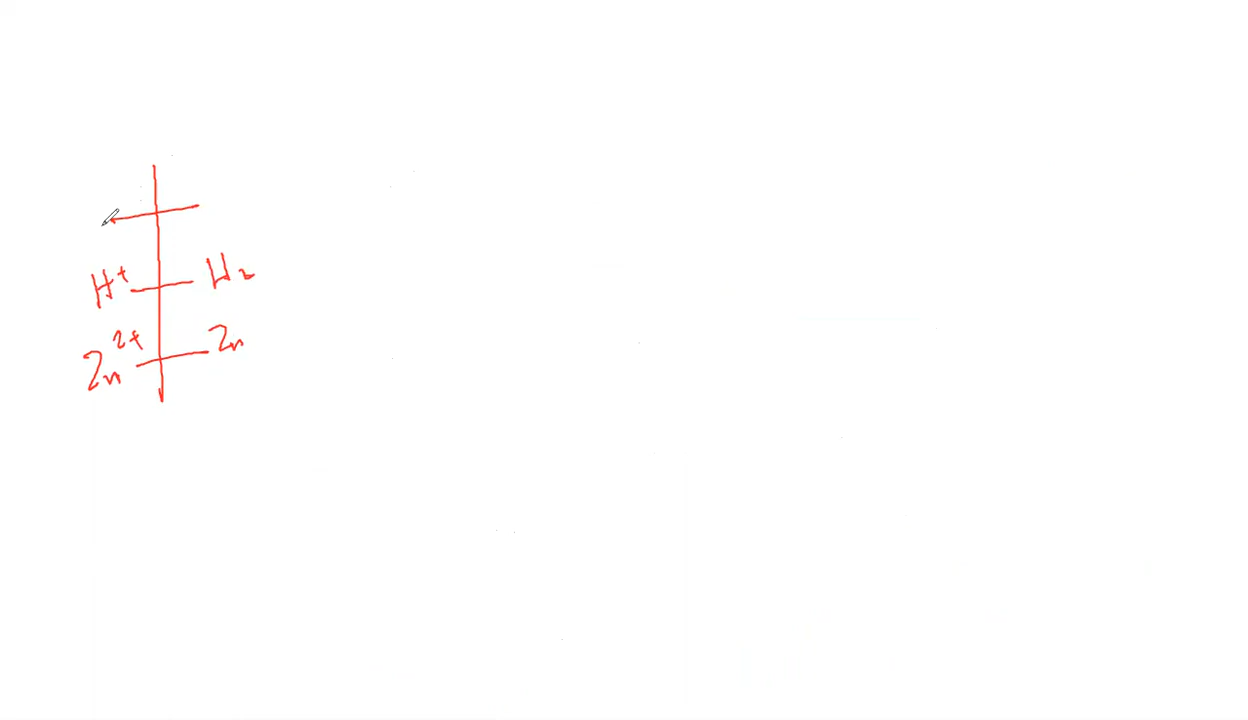 H⁺ H₂
Zn²⁺ Zn